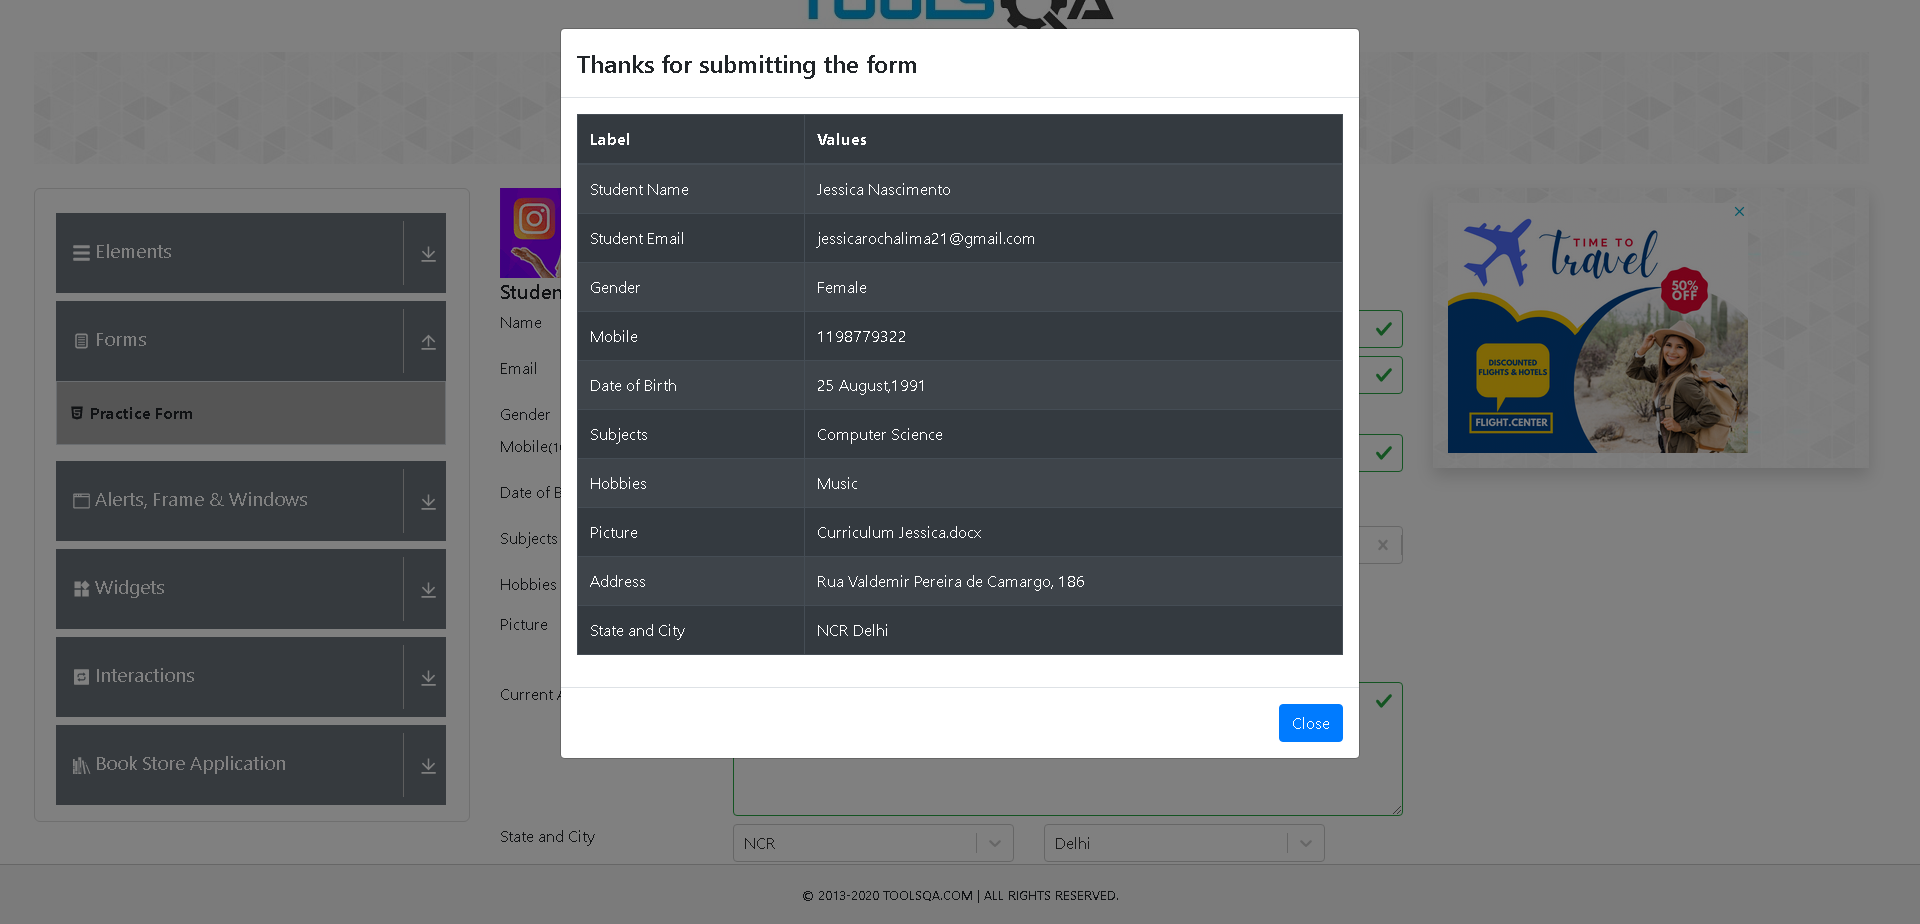 TOOLSQA
Thanks for submitting the form
Label Values
Student Name Jessica Nascimento
Student Email jessicarochalima21@gmail.com
Gender Female
Mobile 1198779322
Date of Birth 25 August,1991
Subjects Computer Science
Hobbies Music
Picture Curriculum Jessica.docx
Address Rua Valdemir Pereira de Camargo, 186
State and City NCR Delhi
Close
Elements
Forms
Practice Form
Alerts, Frame & Windows
Widgets
Interactions
Book Store Application
Studen
Name
Email
Gender
Mobile(1
Date of B
Subjects
Hobbies
Picture
Current A
State and City
NCR
Delhi
TIME TO
travel
50%
OFF
DISCOUNTED
FLIGHTS & HOTELS
FLIGHT.CENTER
© 2013-2020 TOOLSQA.COM | ALL RIGHTS RESERVED.